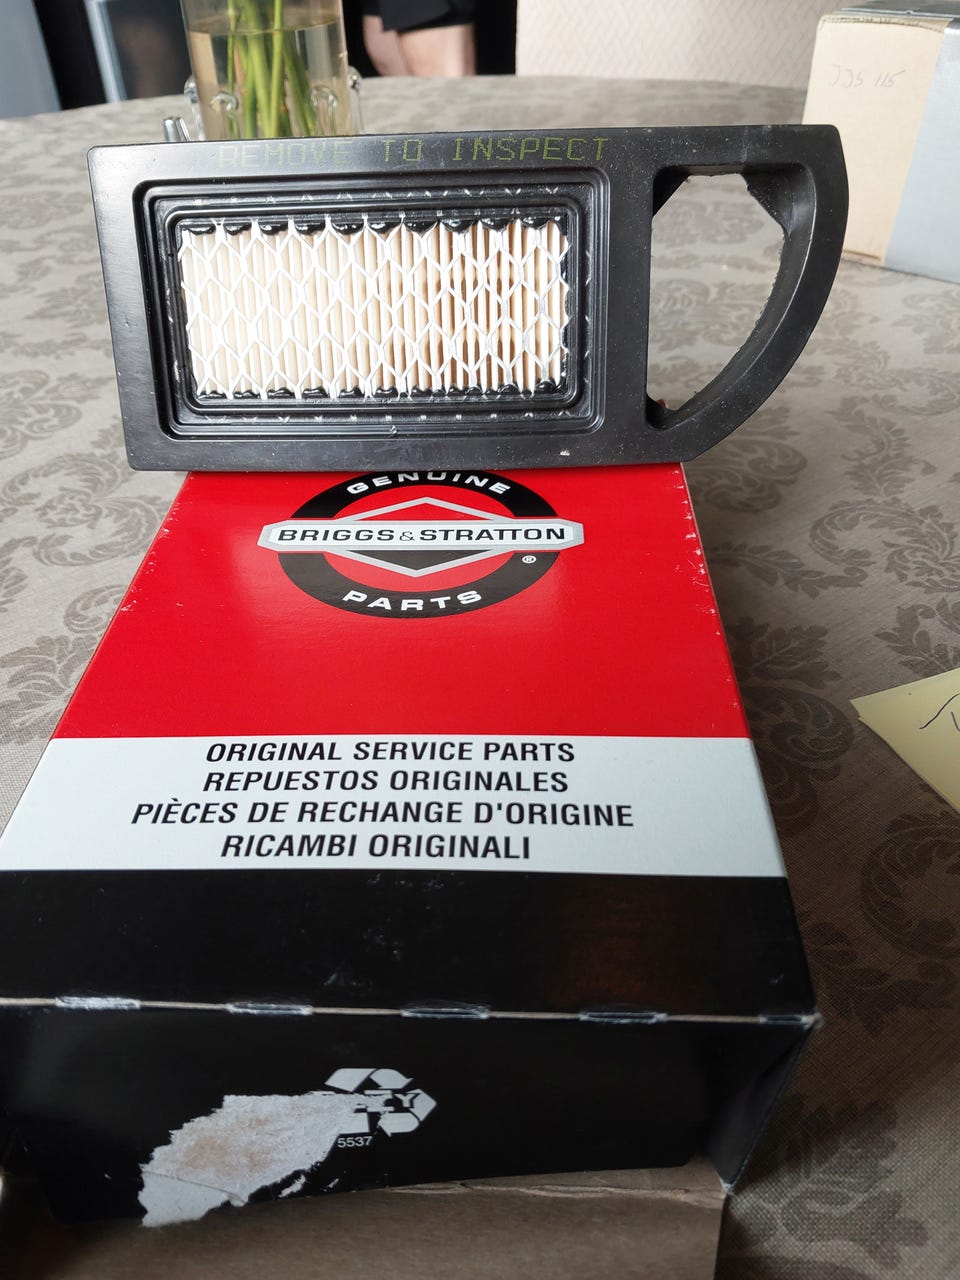 REMOVE TO INSPECT
GENUINE
BRIGGS & STRATTON
®
PARTS
ORIGINAL SERVICE PARTS
REPUESTOS ORIGINALES
PIÈCES DE RECHANGE D'ORIGINE
RICAMBI ORIGINALI
5537